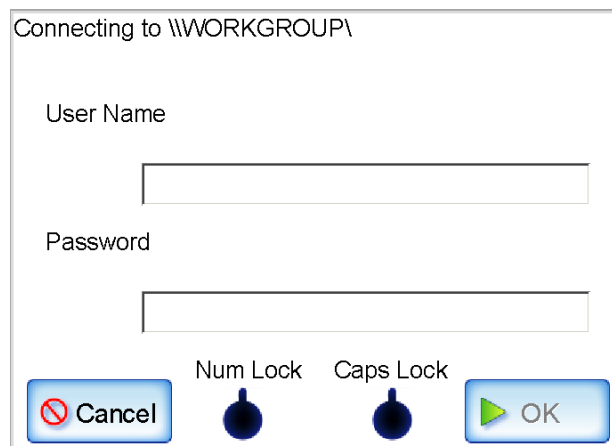 Connecting to \\WORKGROUP\
User Name
Password
Num Lock Caps Lock
Cancel OK